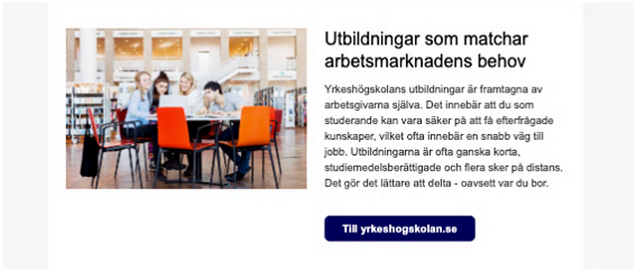 Utbildningar som matchar
arbetsmarknadens behov
Yrkeshögskolans utbildningar är framtagna av
arbetsgivarna själva. Det innebär att du som
studerande kan vara säker på att få efterfrågade
kunskaper, vilket ofta innebär en snabb väg till
jobb. Utbildningarna är ofta ganska korta,
studiemedelsberättigade och flera sker på distans.
Det gör det lättare att delta - oavsett var du bor.
Till yrkeshogskolan.se